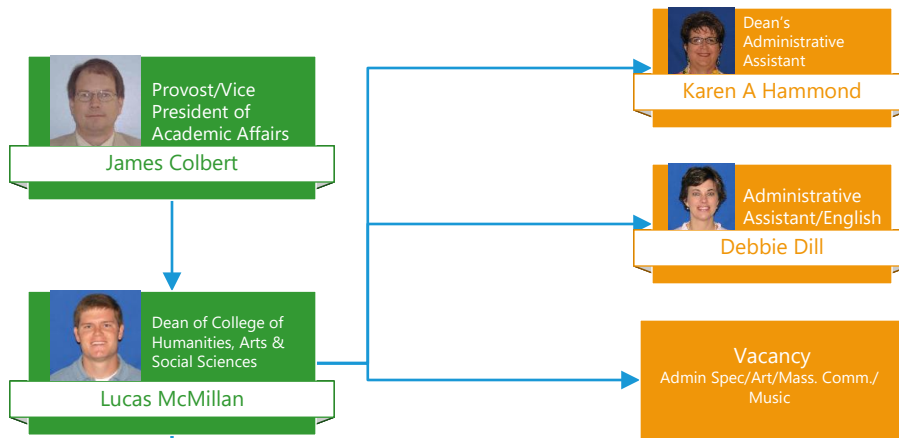 Provost/Vice
President of
Academic Affairs
James Colbert
Dean of College of
Humanities, Arts &
Social Sciences
Lucas McMillan
Dean's
Administrative
Assistant
Karen A Hammond
Administrative
Assistant/English
Debbie Dill
Vacancy
Admin Spec/Art/Mass. Comm./
Music